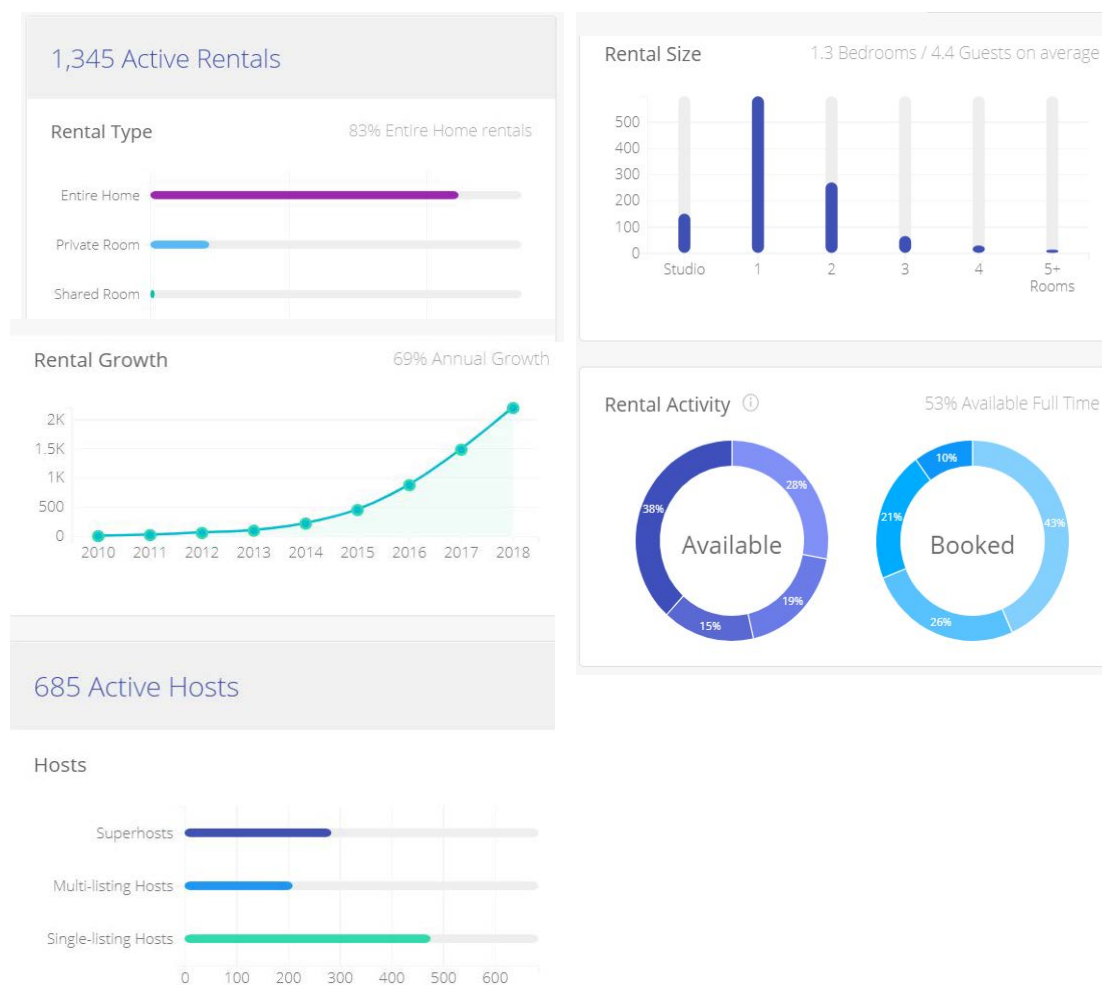 1,345 Active Rentals
Rental Type 83% Entire Home rentals
Entire Home
Private Room
Shared Room
Rental Growth 69% Annual Growth
2K
1.5K
1K
500
0
2010 2011 2012 2013 2014 2015 2016 2017 2018
685 Active Hosts
Hosts
Superhosts
Multi-listing Hosts
Single-listing Hosts
0 100 200 300 400 500 600
Rental Size 1.3 Bedrooms / 4.4 Guests on average
500
400
300
200
100
0
Studio 1 2 3 4 5+
Rooms
Rental Activity 53% Available Full Time
28%
38%
Available
19%
15%
10%
21%
43%
Booked
26%